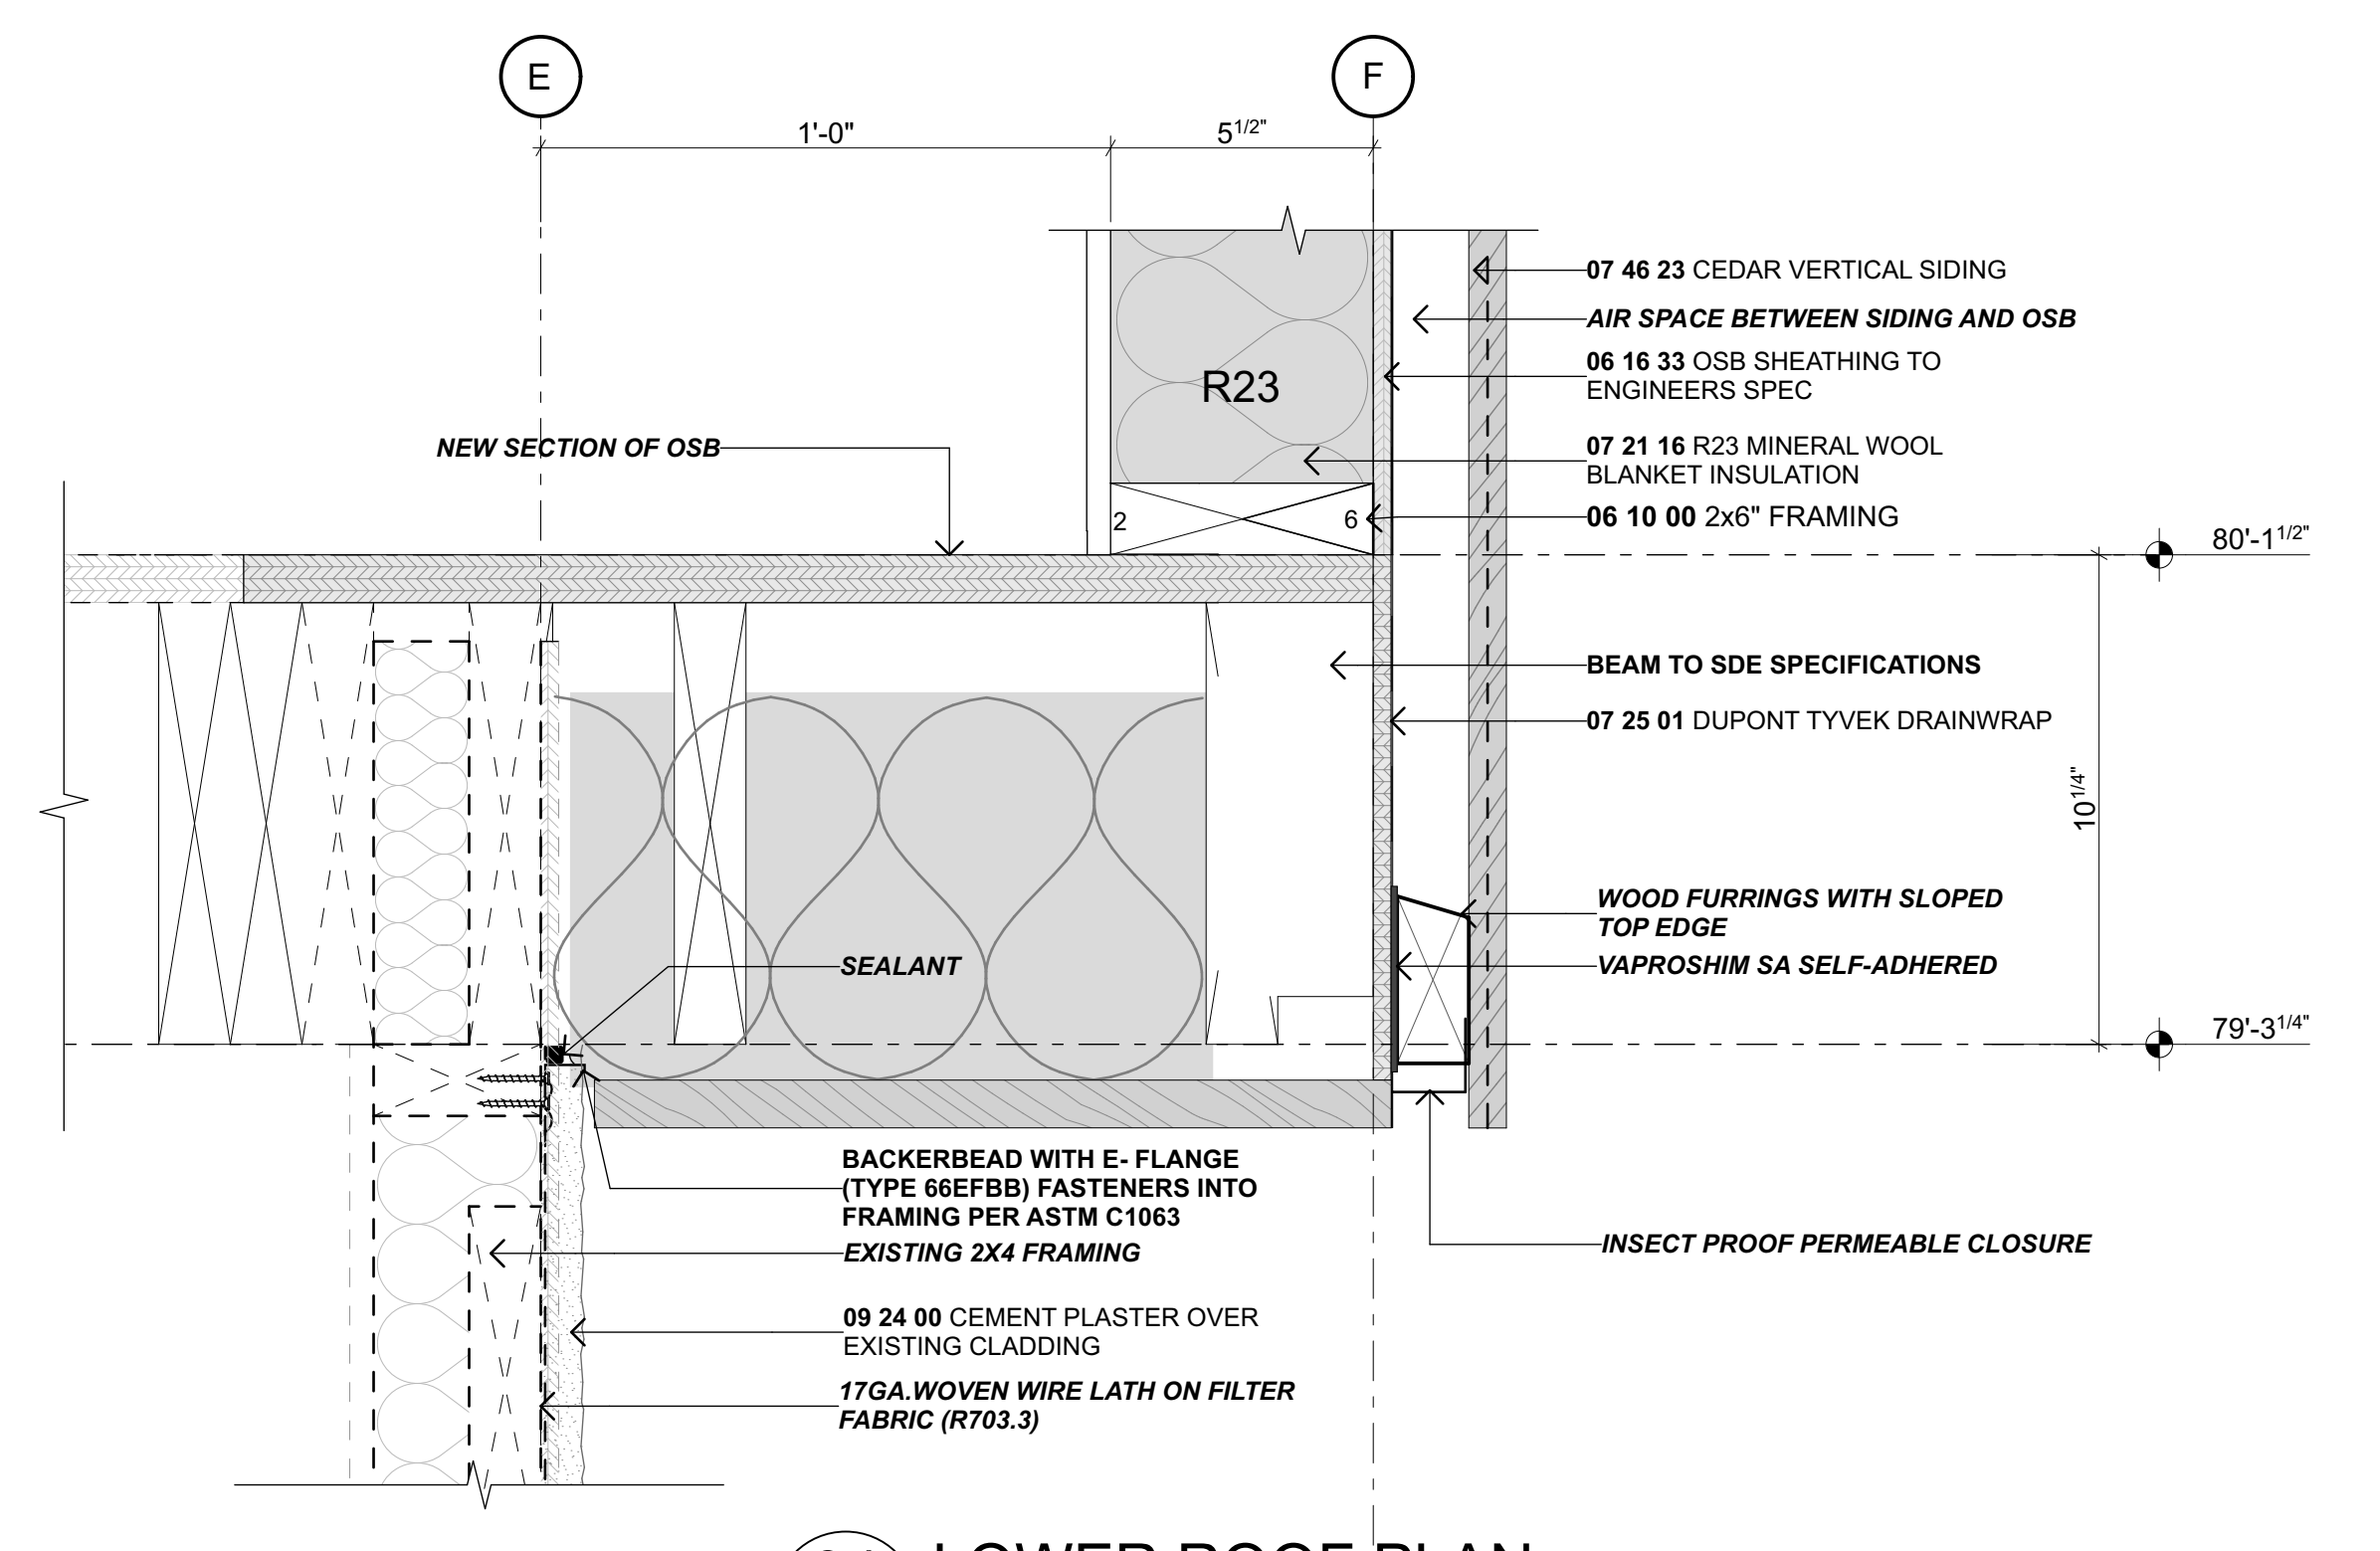 E
F
1'-0"
5 1/2"
07 46 23 CEDAR VERTICAL SIDING
AIR SPACE BETWEEN SIDING AND OSB
06 16 33 OSB SHEATHING TO
ENGINEERS SPEC
R23
NEW SECTION OF OSB
07 21 16 R23 MINERAL WOOL
BLANKET INSULATION
2
6
06 10 00 2x6" FRAMING
80'-1 1/2"
BEAM TO SDE SPECIFICATIONS
07 25 01 DUPONT TYVEK DRAINWRAP
10 1/4"
WOOD FURRINGS WITH SLOPED
TOP EDGE
SEALANT
VAPROSHIM SA SELF-ADHERED
79'-3 1/4"
BACKERBEAD WITH E- FLANGE
(TYPE 66EFBB) FASTENERS INTO
FRAMING PER ASTM C1063
EXISTING 2X4 FRAMING
INSECT PROOF PERMEABLE CLOSURE
09 24 00 CEMENT PLASTER OVER
EXISTING CLADDING
17GA.WOVEN WIRE LATH ON FILTER
FABRIC (R703.3)
LOWER ROOF PLAN